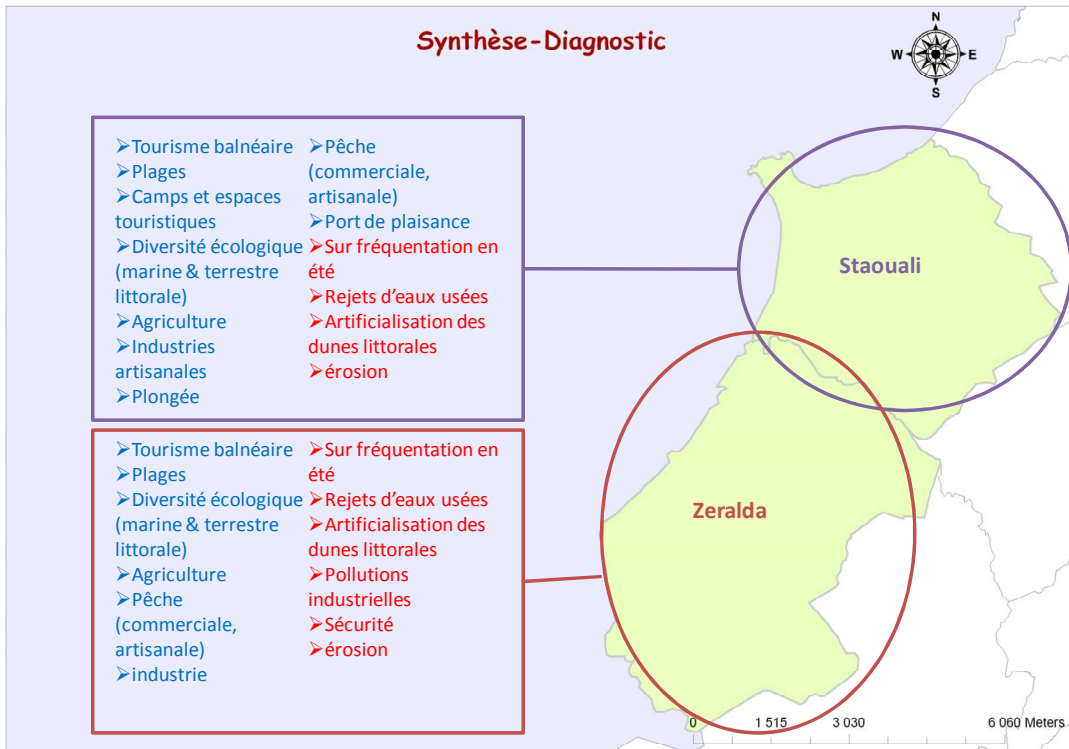 Synthèse-Diagnostic
N
W
E
S
➢Tourisme balnéaire
➢Plages
➢Camps et espaces
touristiques
➢Diversité écologique
(marine & terrestre
littorale)
➢Agriculture
➢Industries
artisanales
➢Plongée
➢Pêche
(commerciale,
artisanale)
➢Port de plaisance
➢Sur fréquentation en
été
➢Rejets d'eaux usées
➢Artificialisation des
dunes littorales
➢érosion
Staouali
➢Tourisme balnéaire
➢Plages
➢Diversité écologique
(marine & terrestre
littorale)
➢Agriculture
➢Pêche
(commerciale,
artisanale)
➢industrie
➢Sur fréquentation en
été
➢Rejets d'eaux usées
➢Artificialisation des
dunes littorales
➢Pollutions
industrielles
➢Sécurité
➢érosion
Zeralda
0 1 515 3 030 6 060 Meters